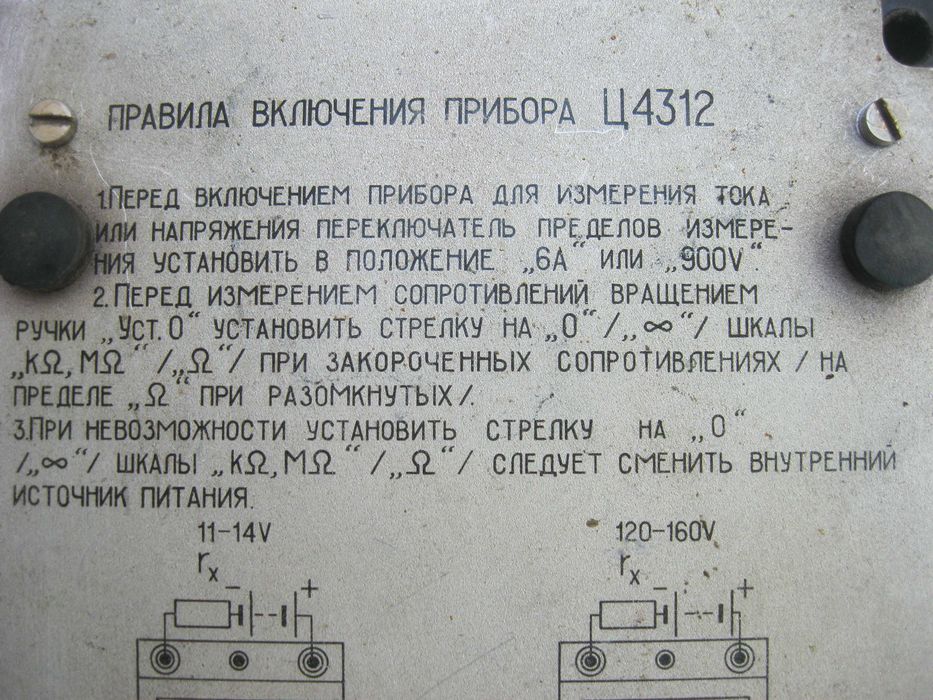 ПРАВИЛА ВКЛЮЧЕНИЯ ПРИБОРА Ц4312
1.ПЕРЕД ВКЛЮЧЕНИЕМ ПРИБОРА ДЛЯ ИЗМЕРЕНИЯ ТОКА
ИЛИ НАПРЯЖЕНИЯ ПЕРЕКЛЮЧАТЕЛЬ ПРЕДЕЛОВ ИЗМЕРЕ-
НИЯ УСТАНОВИТЬ В ПОЛОЖЕНИЕ „6А“ ИЛИ „900V“.
2.ПЕРЕД ИЗМЕРЕНИЕМ СОПРОТИВЛЕНИЙ ВРАЩЕНИЕМ
РУЧКИ „УСТ.О“ УСТАНОВИТЬ СТРЕЛКУ НА „О“/„∞“/ ШКАЛЫ
„KΩ, MΩ“/„Ω“/ ПРИ ЗАКОРОЧЕННЫХ СОПРОТИВЛЕНИЯХ / НА
ПРЕДЕЛЕ „Ω“ ПРИ РАЗОМКНУТЫХ/.
3.ПРИ НЕВОЗМОЖНОСТИ УСТАНОВИТЬ СТРЕЛКУ НА „О“
/„∞“/ ШКАЛЫ „KΩ, MΩ“ /„Ω“/ СЛЕДУЕТ СМЕНИТЬ ВНУТРЕННИЙ
ИСТОЧНИК ПИТАНИЯ.
11-14V 120-160V
rx rx
- + - +